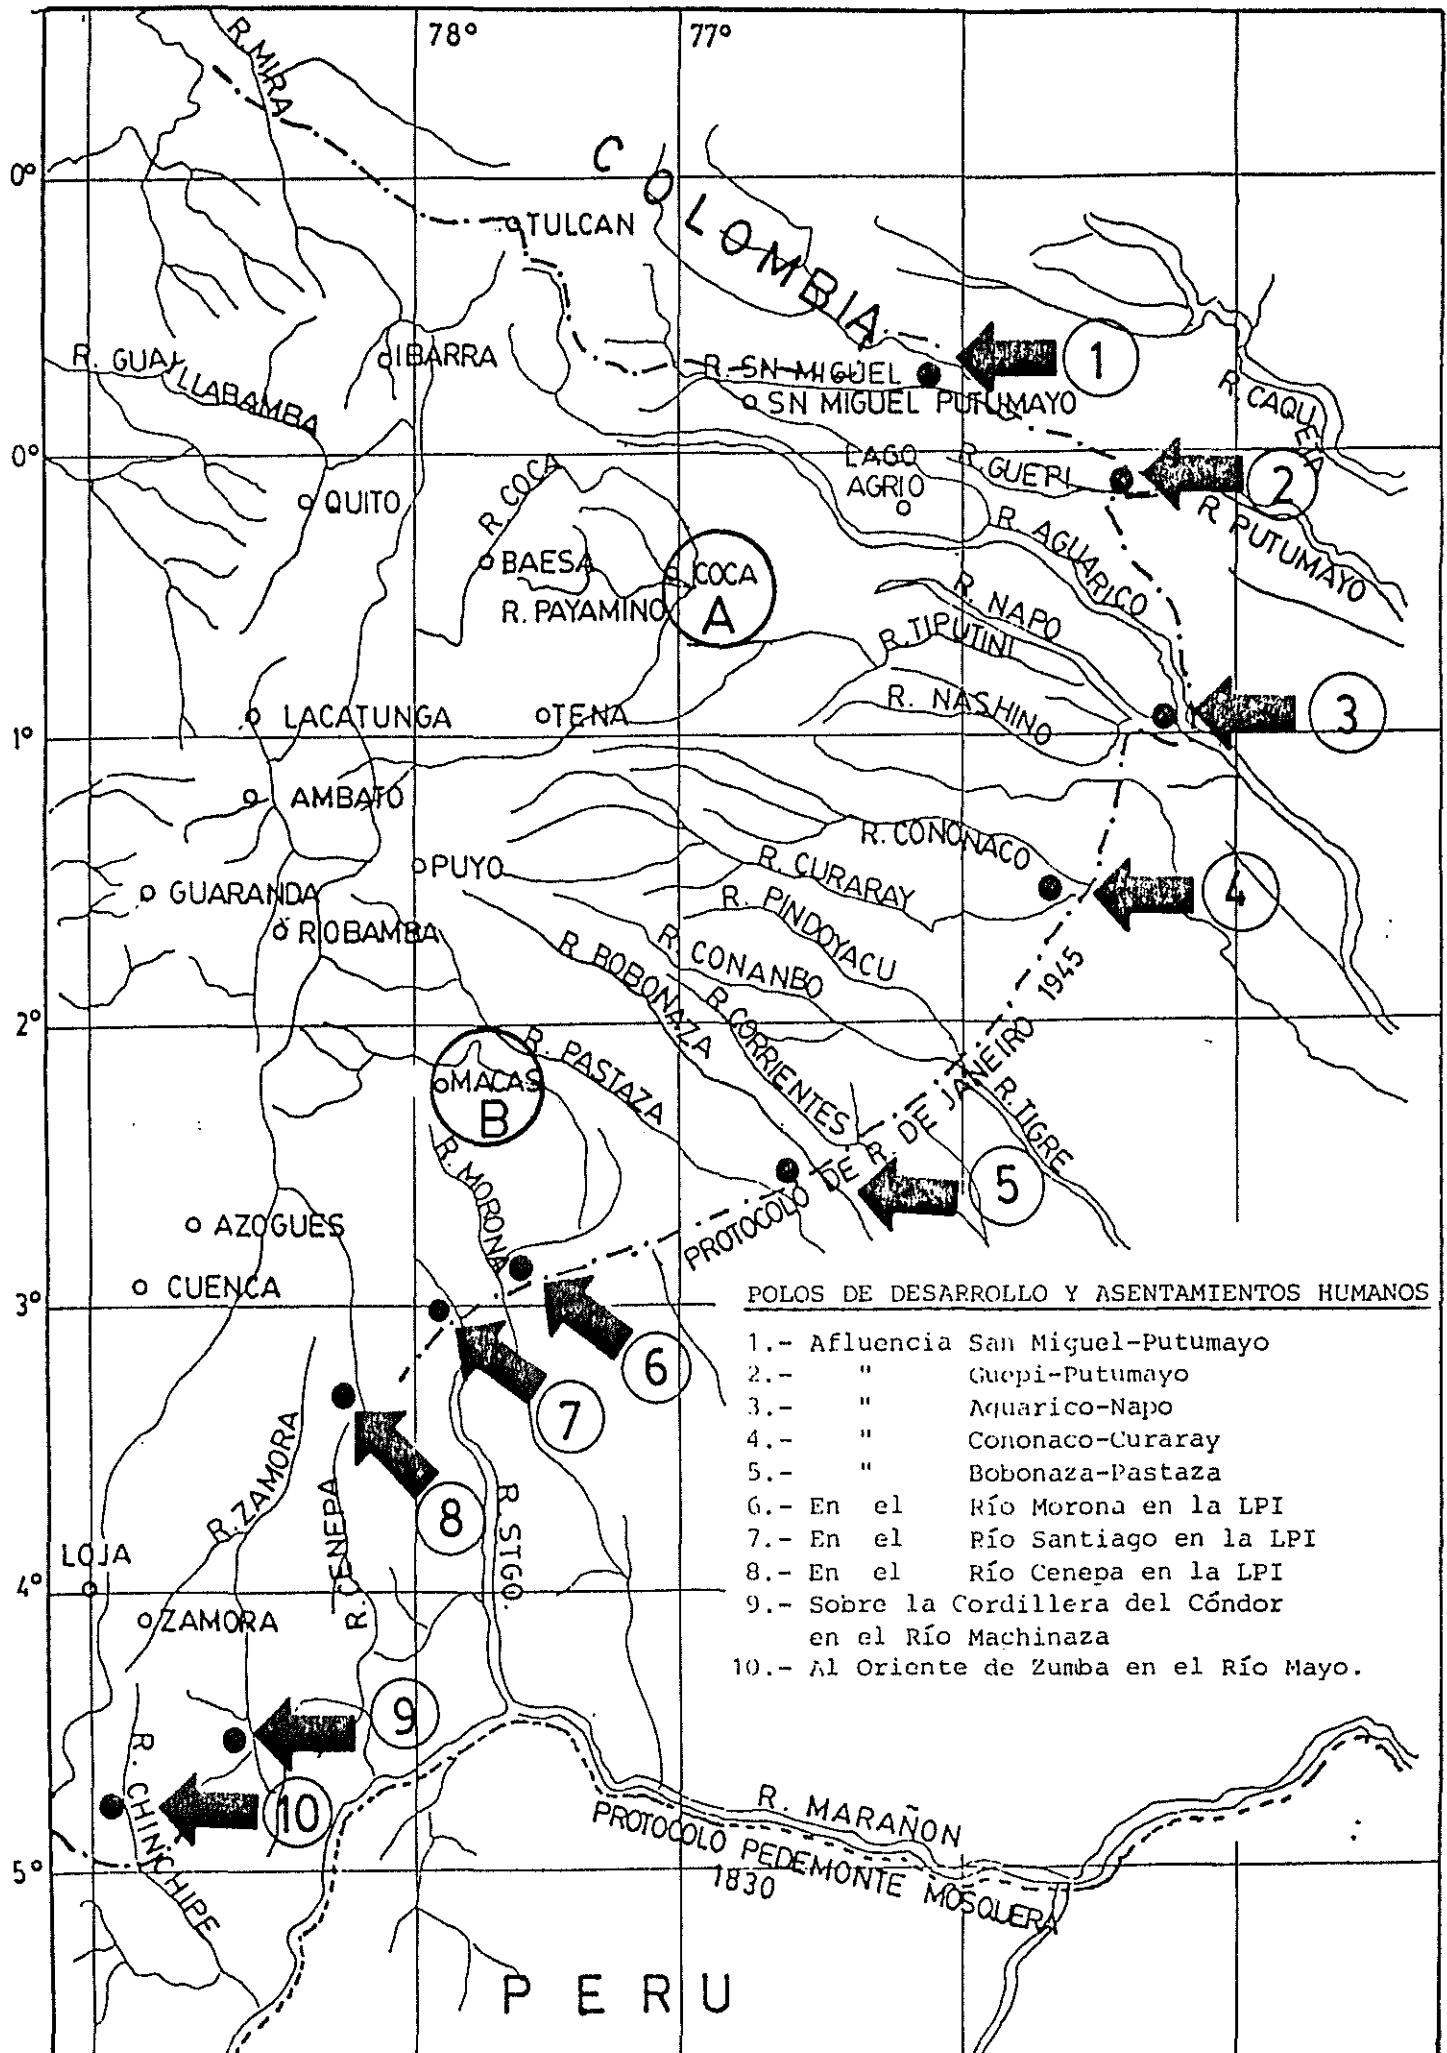 78°
77°
R. MIRA
0°
COLOMBIA
TULCAN
R. GUAYLLABAMBA
IBARRA
R. SN MIGUEL
SN MIGUEL PUTUMAYO
1
R. CAQUETA
0°
LAGO
AGRIO
R. GUEPI
2
R. PUTUMAYO
QUITO
R. COCA
BAESA
R. PAYAMINO
COCA
A
R. AGUARICO
R. NAPO
R. TIPUTINI
R. NASHINO
3
LACATUNGA
TENA
1°
AMBATO
R. CONONACO
PUYO
R. CURARAY
4
GUARANDA
RIOBAMBA
R. PINDOYACU
R. CONANBO
R. BOBONAZA
R. CORRIENTES
2°
R. PASTAZA
MACAS
B
R. TIGRE
R. MORONA
5
PROTOCOLO DE R. DE JANEIRO 1945
AZOGUES
CUENCA
3°
6
7
8
R. ZAMORA
R. CENEPA
R. STGO.
LOJA
4°
ZAMORA
9
10
R. CHINCHIPE
5°
R. MARAÑON
PROTOCOLO PEDEMONTE MOSQUERA
1830
PERU
POLOS DE DESARROLLO Y ASENTAMIENTOS HUMANOS
1.- Afluencia San Miguel-Putumayo
2.- " Guepi-Putumayo
3.- " Aquarico-Napo
4.- " Cononaco-Curaray
5.- " Bobonaza-Pastaza
6.- En el Río Morona en la LPI
7.- En el Río Santiago en la LPI
8.- En el Río Cenepa en la LPI
9.- Sobre la Cordillera del Cóndor
en el Río Machinaza
10.- Al Oriente de Zumba en el Río Mayo.